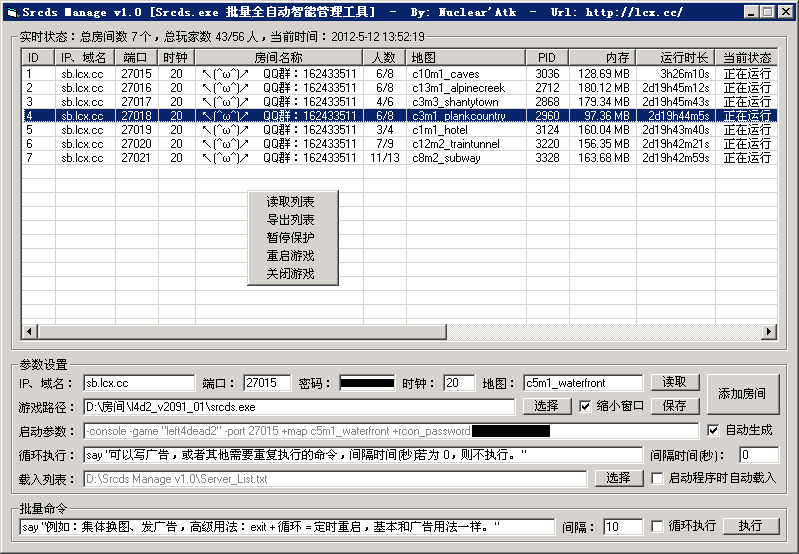 Srcds Manage v1.0 [Srcds.exe 批量全自动智能管理工具] - By: Nuclear'Atk - Url: http://lcx.cc/
实时状态：总房间数 7 个，总玩家数 43/56 人，当前时间：2012-5-12 13:52:19
ID IP、域名 端口 时钟 房间名称 人数 地图 PID 内存 运行时长 当前状态
1 sb.lcx.cc 27015 20 ↖(^ω^)↗ QQ群：162433511 6/8 c10m1_caves 3036 128.69 MB 3h26m10s 正在运行
2 sb.lcx.cc 27016 20 ↖(^ω^)↗ QQ群：162433511 6/8 c13m1_alpinecreek 2712 180.12 MB 2d19h45m12s 正在运行
3 sb.lcx.cc 27017 20 ↖(^ω^)↗ QQ群：162433511 4/6 c3m3_shantytown 2868 179.34 MB 2d19h45m43s 正在运行
4 sb.lcx.cc 27018 20 ↖(^ω^)↗ QQ群：162433511 6/8 c3m1_plankcountry 2960 97.36 MB 2d19h44m5s 正在运行
5 sb.lcx.cc 27019 20 ↖(^ω^)↗ QQ群：162433511 3/4 c1m1_hotel 3124 160.04 MB 2d19h43m40s 正在运行
6 sb.lcx.cc 27020 20 ↖(^ω^)↗ QQ群：162433511 7/9 c12m2_traintunnel 3220 156.35 MB 2d19h42m21s 正在运行
7 sb.lcx.cc 27021 20 ↖(^ω^)↗ QQ群：162433511 11/13 c8m2_subway 3328 163.68 MB 2d19h42m59s 正在运行
读取列表
导出列表
暂停保护
重启游戏
关闭游戏
参数设置
IP、域名： sb.lcx.cc 端口： 27015 密码： 时钟： 20 地图： c5m1_waterfront 读取
添加房间
游戏路径： D:\房间\l4d2_v2091_01\srcds.exe 选择 缩小窗口 保存
启动参数： -console -game "left4dead2" -port 27015 +map c5m1_waterfront +rcon_password 自动生成
循环执行： say "可以写广告，或者其他需要重复执行的命令，间隔时间(秒)若为 0，则不执行。" 间隔时间(秒)： 0
载入列表： D:\Srcds Manage v1.0\Server_List.txt 选择 启动程序时自动载入
批量命令
say "例如：集体换图、发广告，高级用法：exit + 循环 = 定时重启，基本和广告用法一样。" 间隔： 10 循环执行 执行